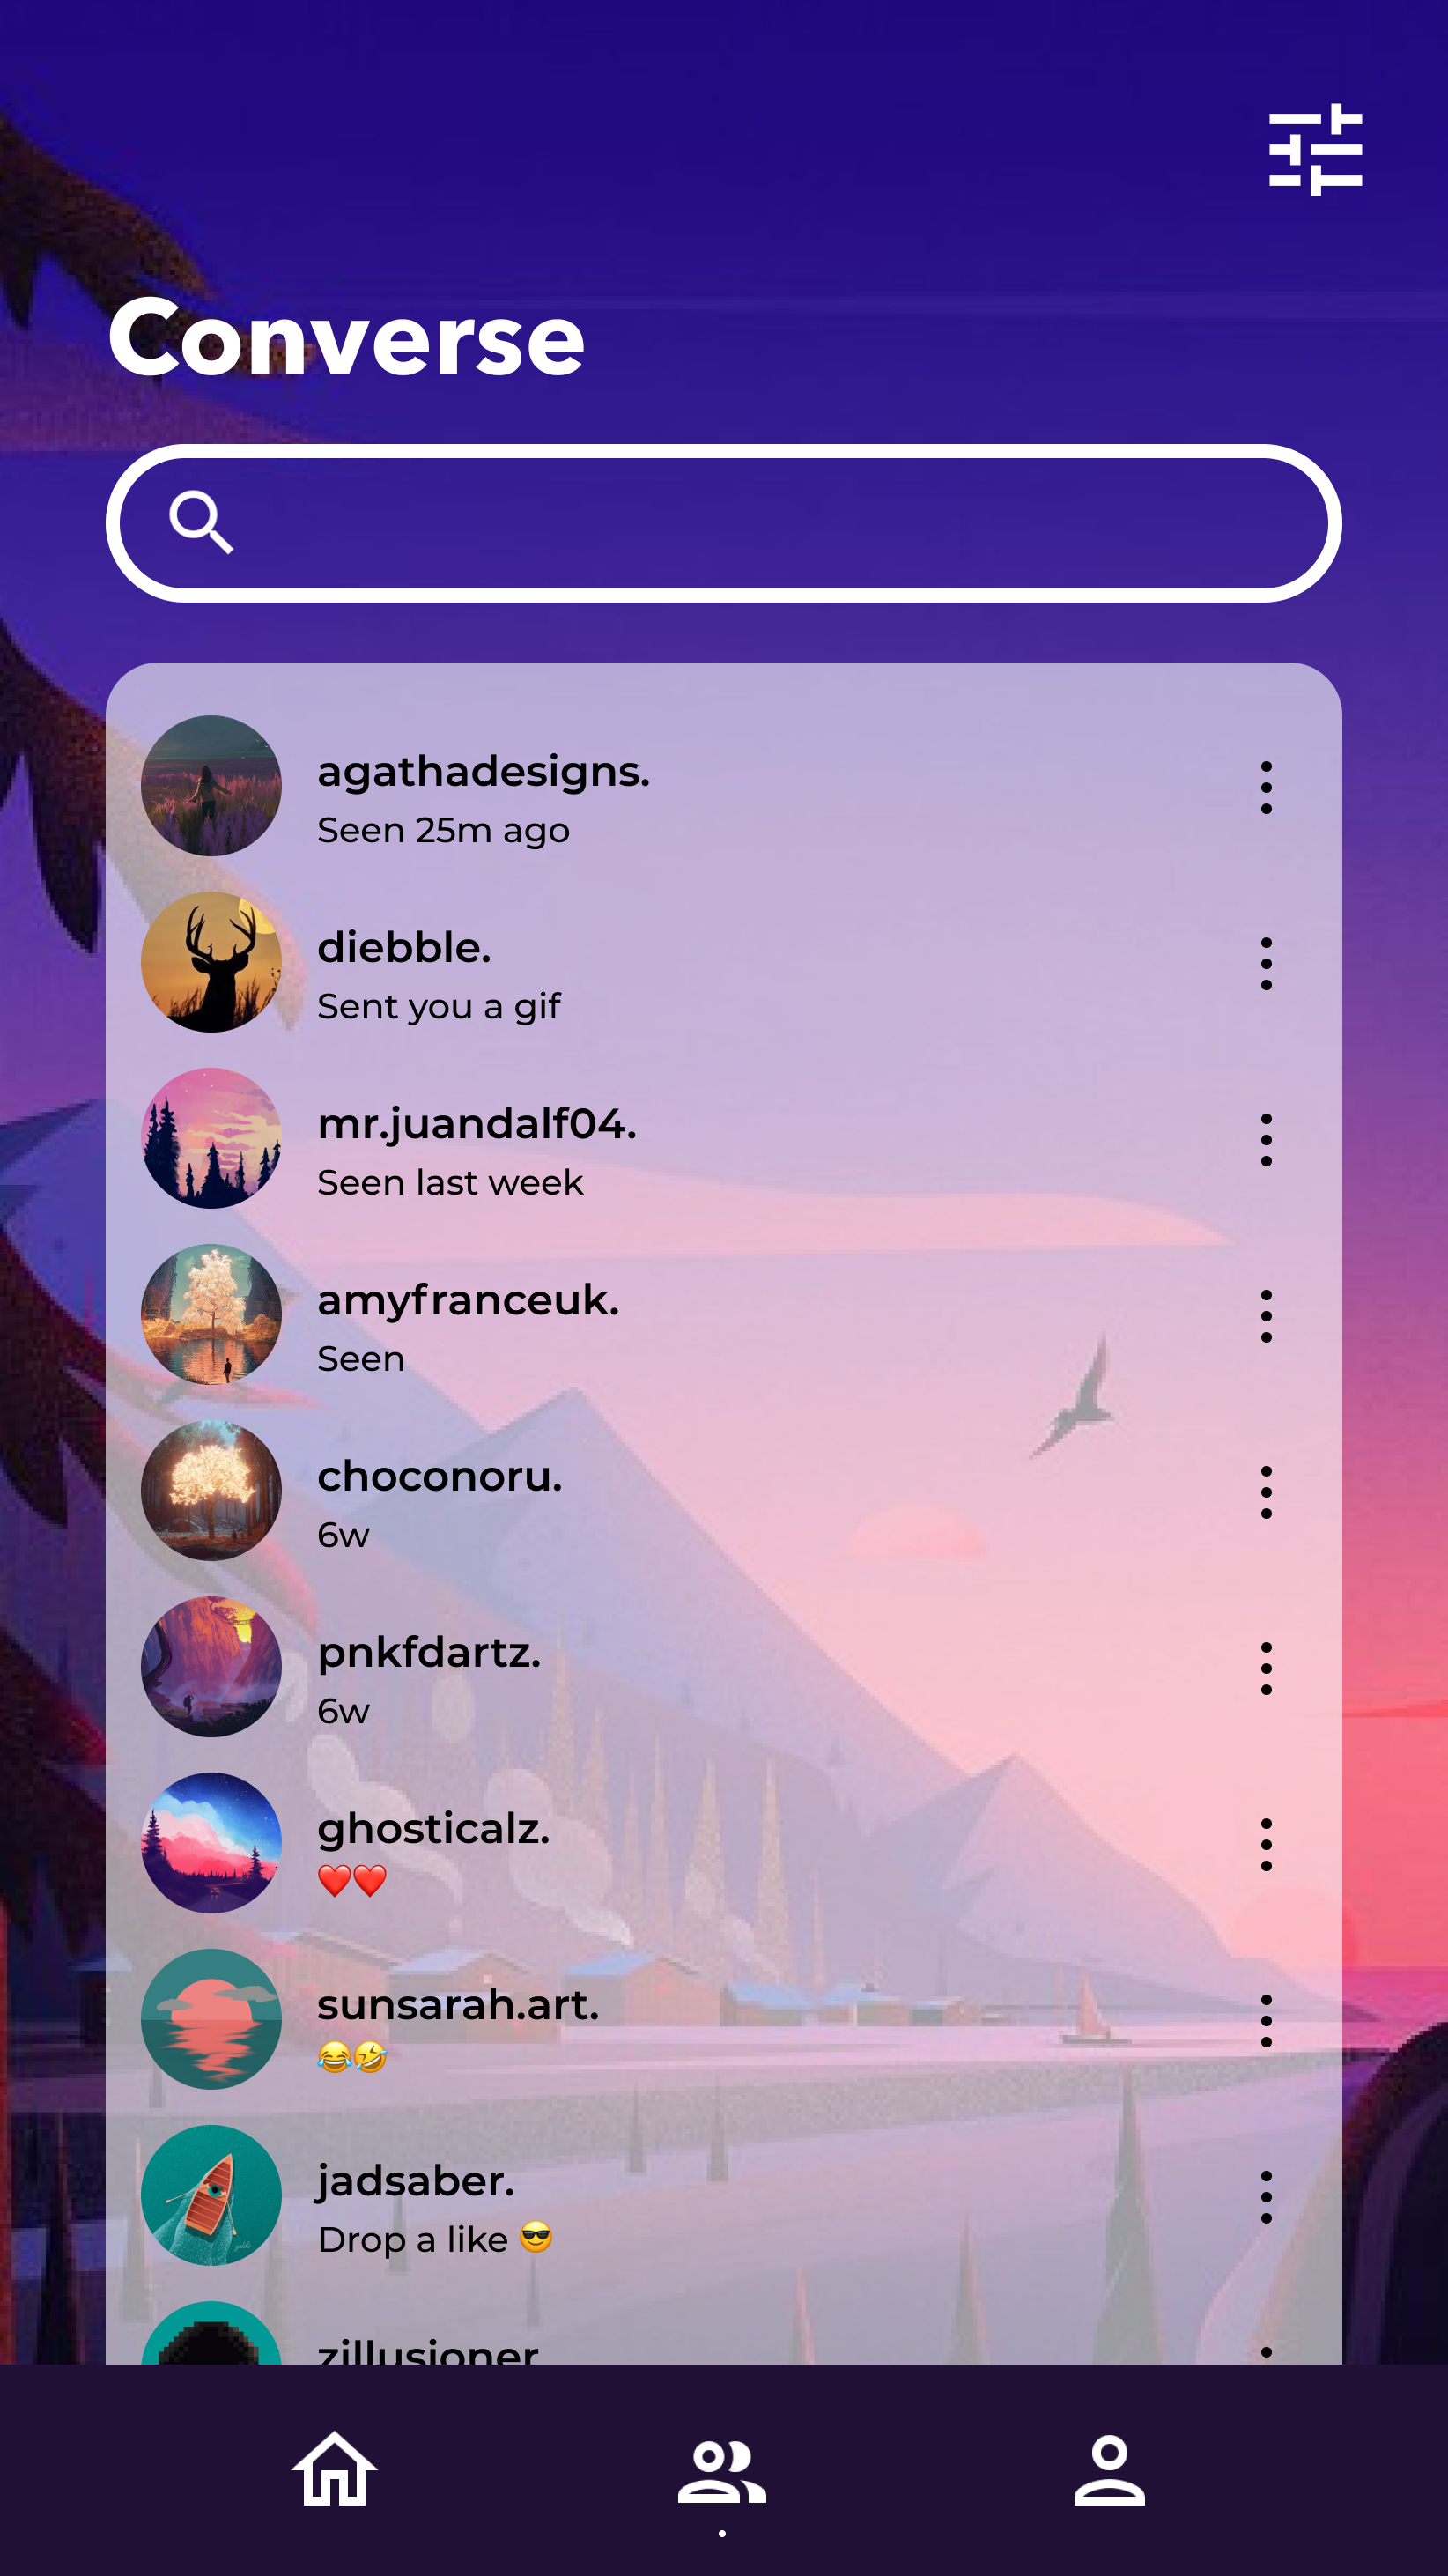 Converse
agathadesigns.
Seen 25m ago
diebble.
Sent you a gif
mr.juandalf04.
Seen last week
amyfranceuk.
Seen
choconoru.
6w
pnkfdartz.
6w
ghosticalz.
❤️❤️
sunsarah.art.
😂🤣
jadsaber.
Drop a like 😎
zillusioner